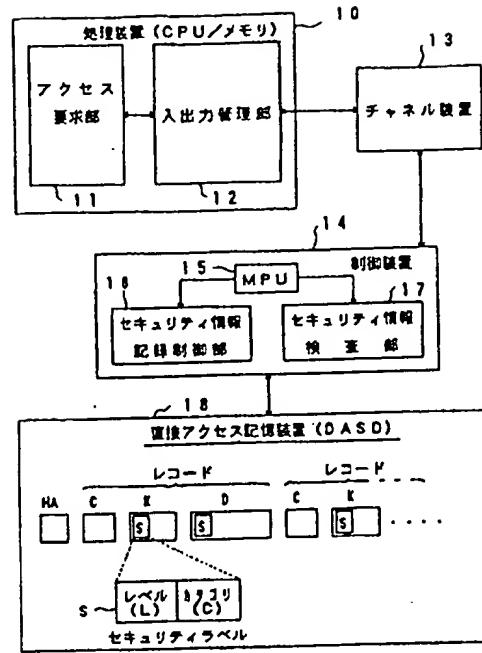 10
処理装置(CPU/メモリ)
13
アクセス
要求部
入出力管理部
チャネル装置
11
12
14
制御装置
15
MPU
16
17
セキュリティ情報
記録制御部
セキュリティ情報
検査部
18
直接アクセス記憶装置(DASD)
レコード
レコード
HA
C
K
D
C
K
S
S
S
S
レベル
(L)
カテゴリ
(C)
セキュリティラベル